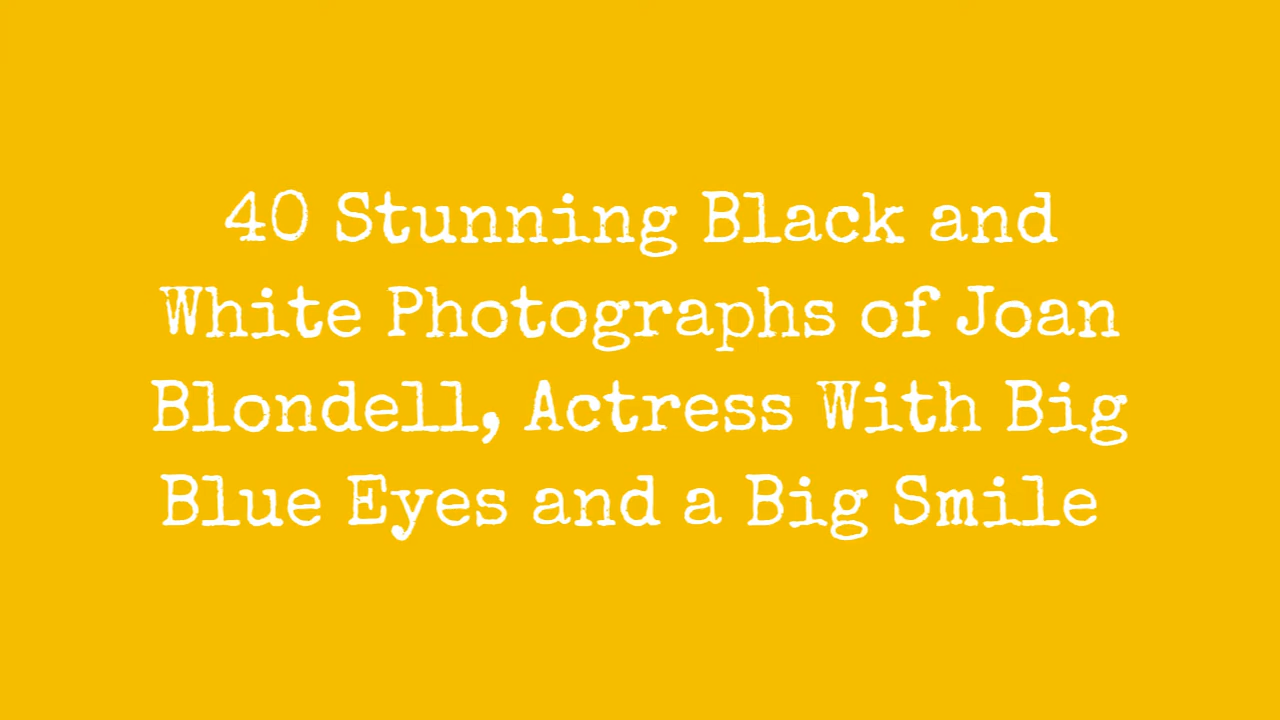 40 Stunning Black and
White Photographs of Joan
Blondell, Actress With Big
Blue Eyes and a Big Smile